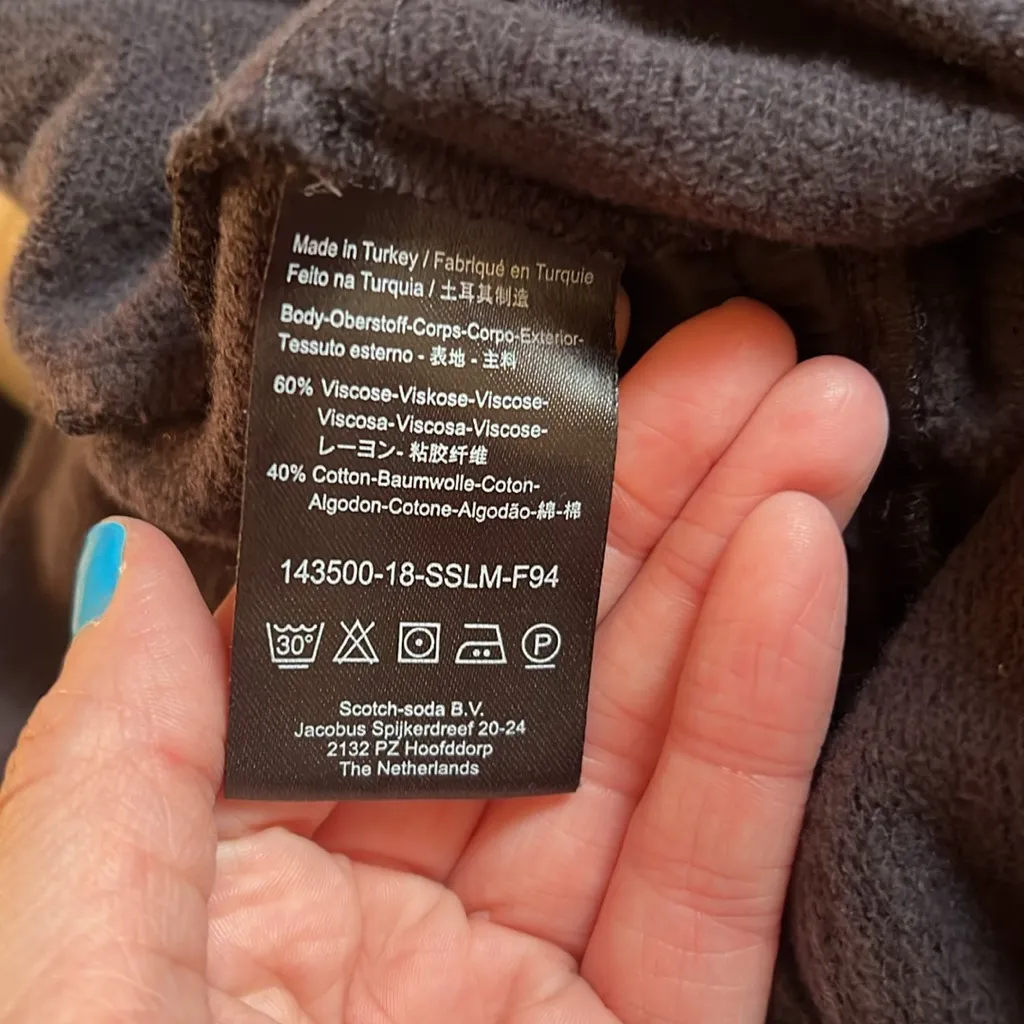 Made in Turkey / Fabriqué en Turquie
Feito na Turquia / 土耳其制造
Body-Oberstoff-Corps-Corpo-Exterior-
Tessuto esterno - 表地 - 主料
60% Viscose-Viskose-Viscose-
Viscosa-Viscosa-Viscose-
レーヨン- 粘胶纤维
40% Cotton-Baumwolle-Coton-
Algodon-Cotone-Algodão-綿-棉
143500-18-SSLM-F94
30° P
Scotch-soda B.V.
Jacobus Spijkerdreef 20-24
2132 PZ Hoofddorp
The Netherlands